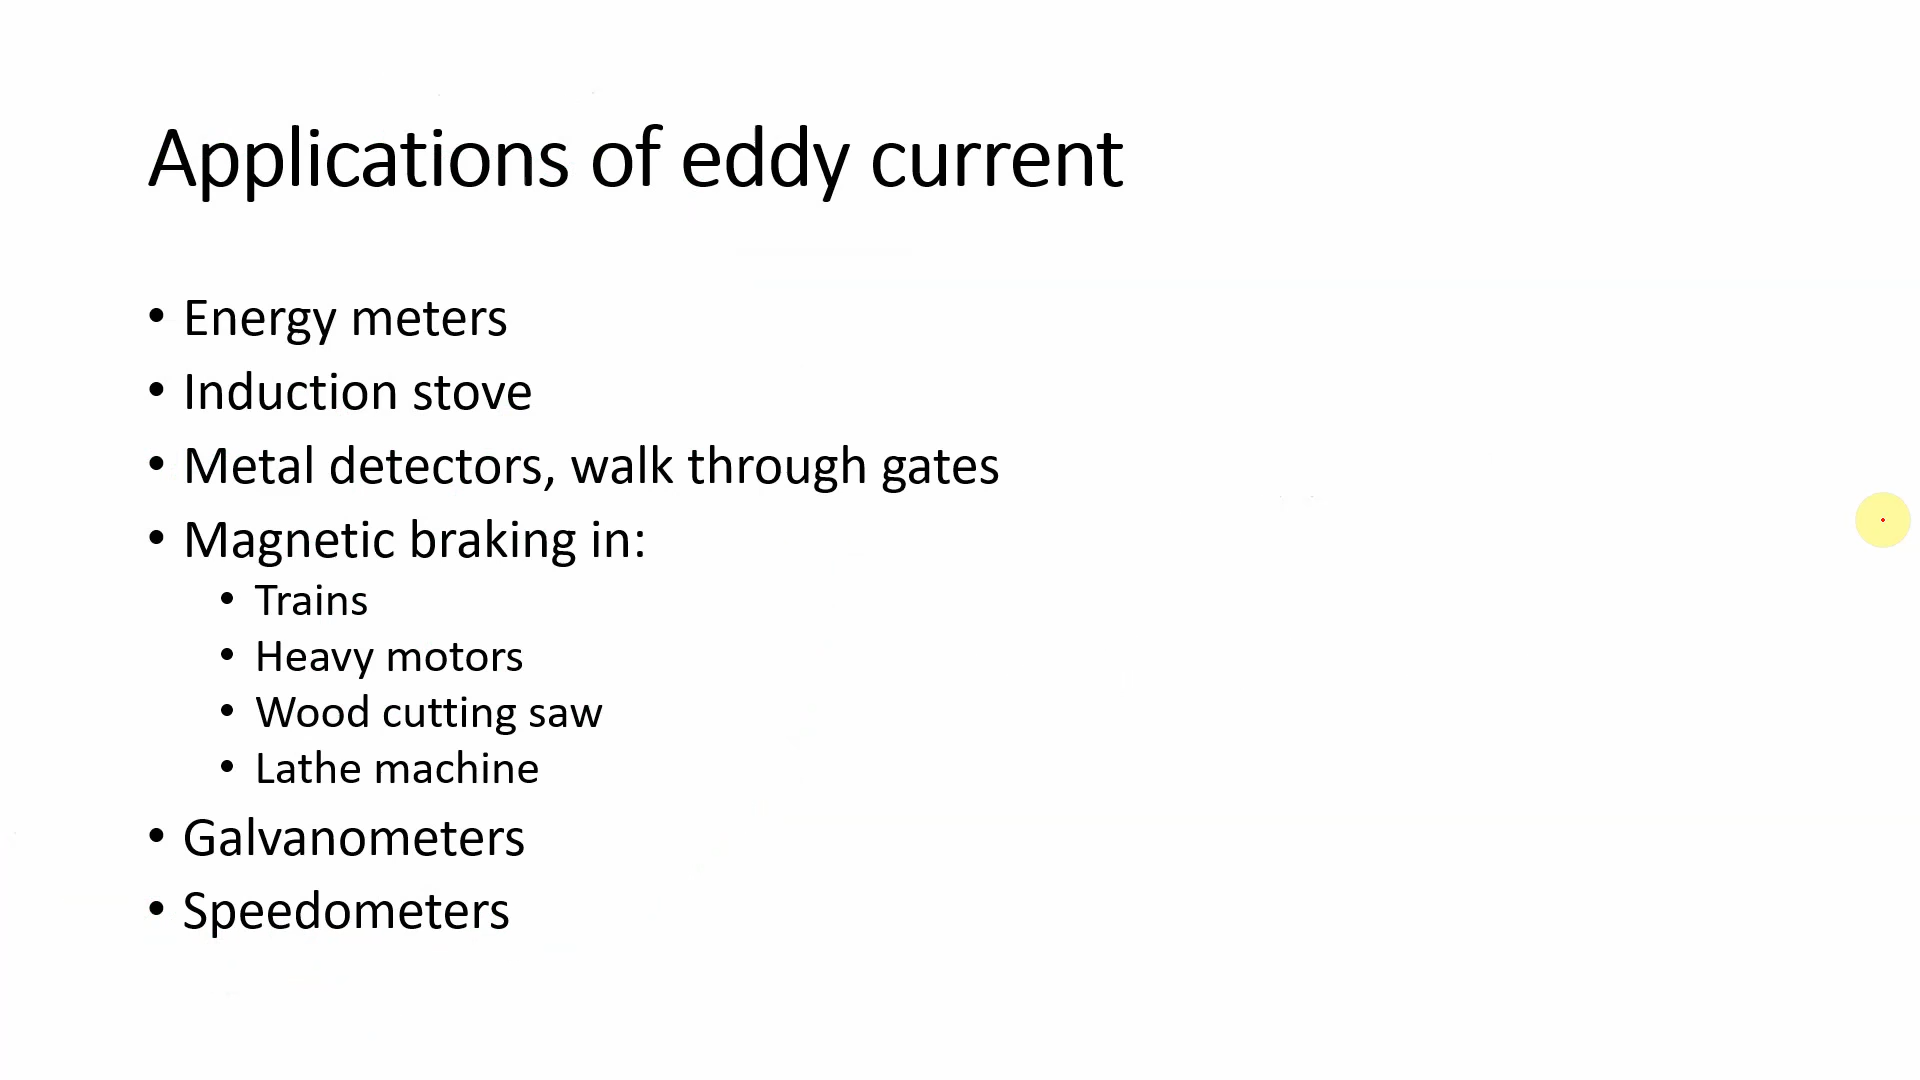 Applications of eddy current
• Energy meters
• Induction stove
• Metal detectors, walk through gates
• Magnetic braking in:
• Trains
• Heavy motors
• Wood cutting saw
• Lathe machine
• Galvanometers
• Speedometers